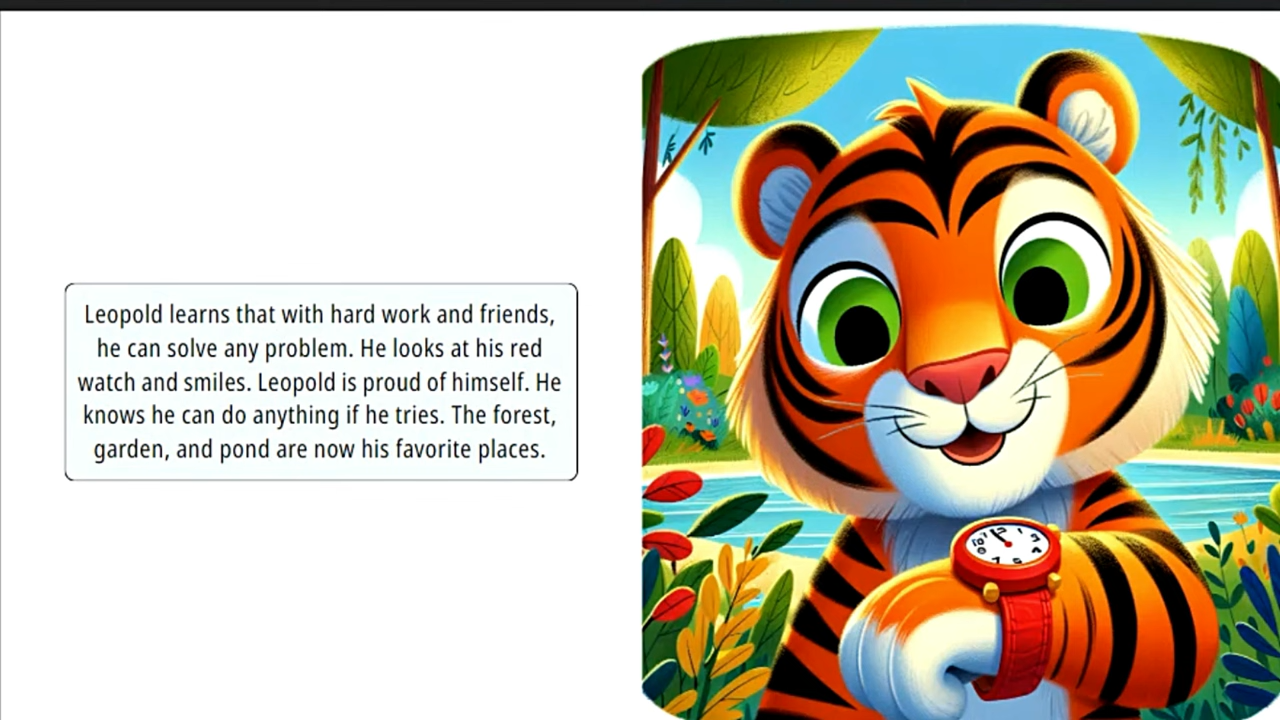 Leopold learns that with hard work and friends,
he can solve any problem. He looks at his red
watch and smiles. Leopold is proud of himself. He
knows he can do anything if he tries. The forest,
garden, and pond are now his favorite places.